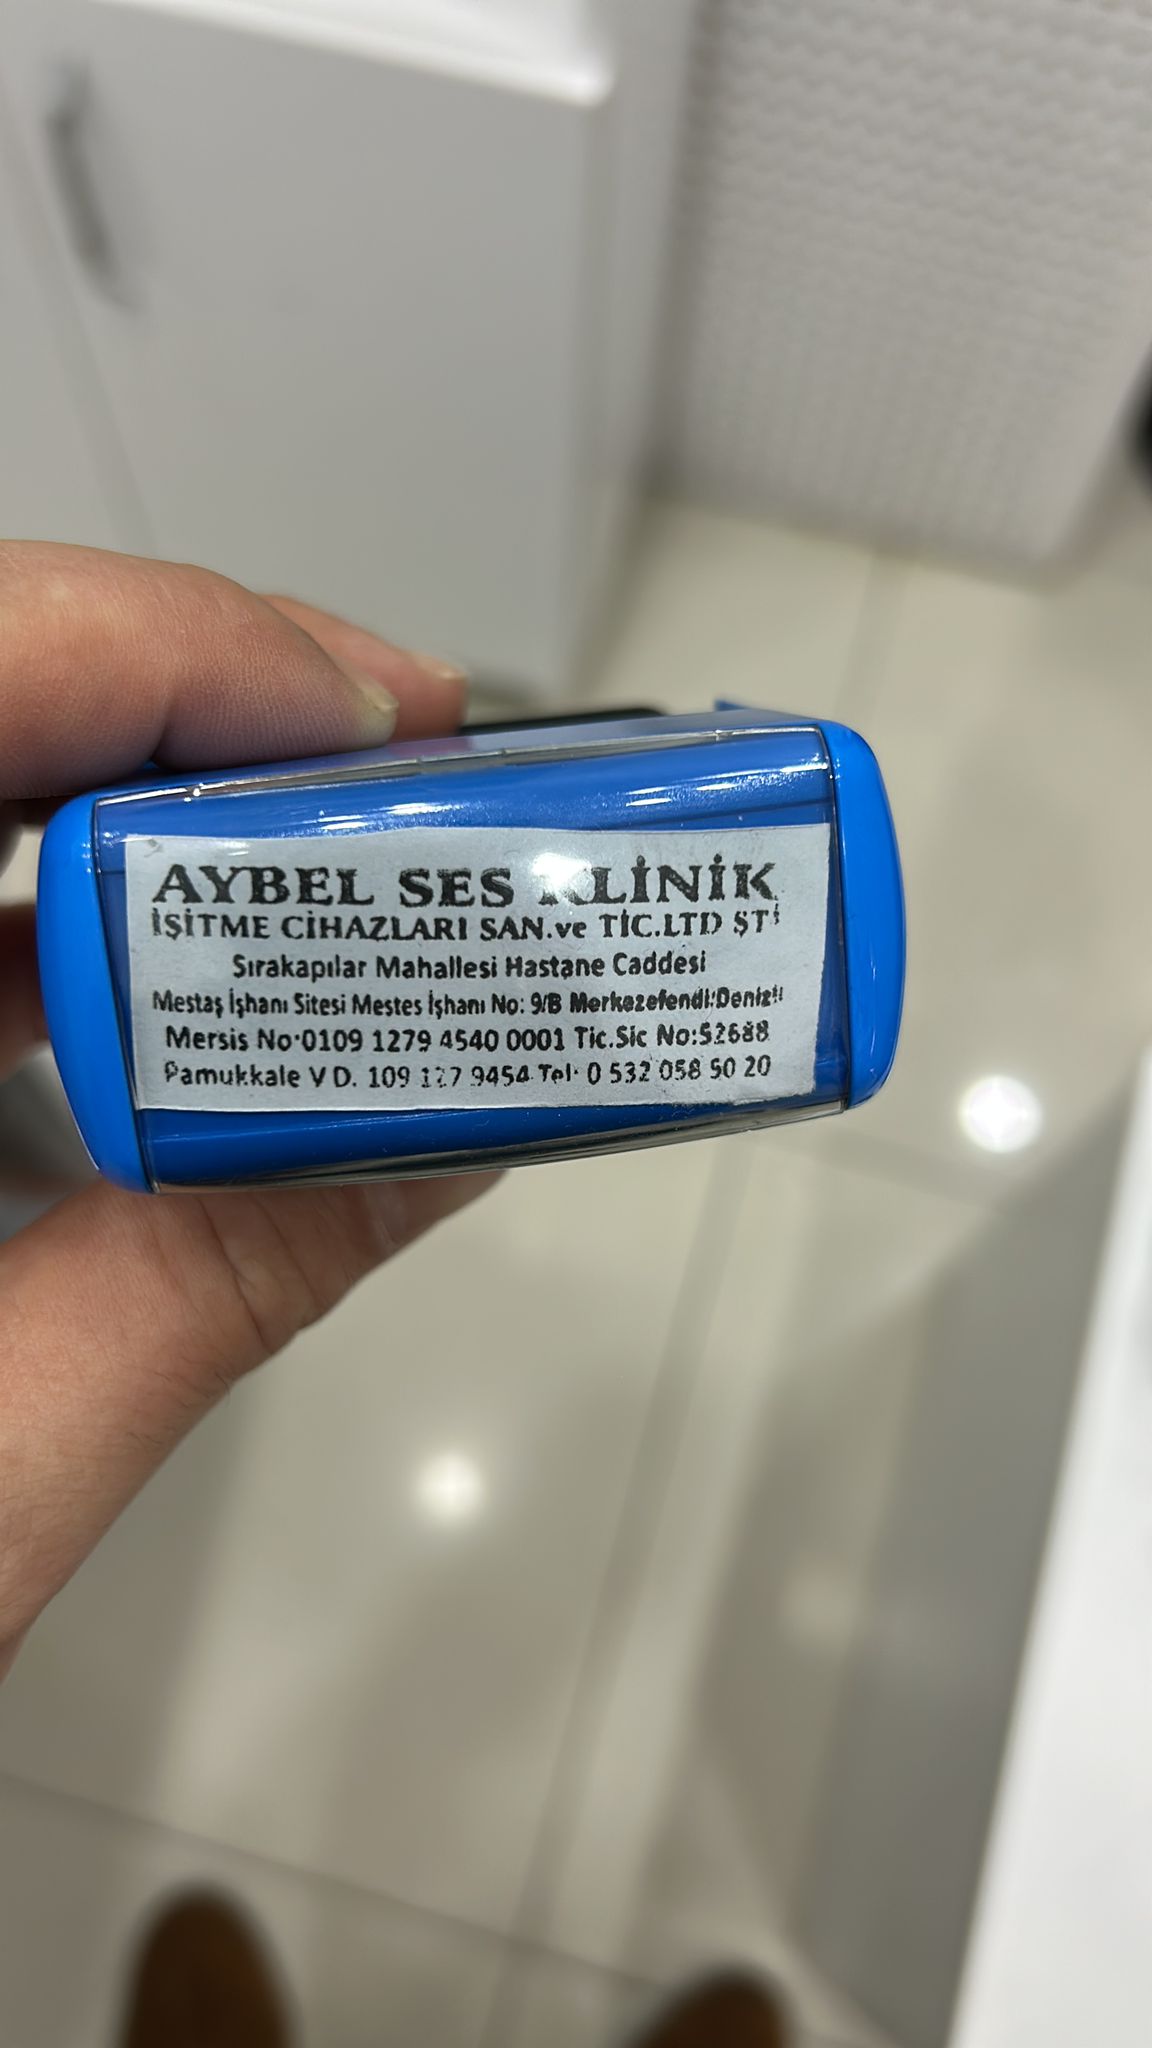 AYBEL SES KLİNİK
İŞİTME CİHAZLARI SAN.ve TİC.LTD ŞTİ
Sırakapılar Mahallesi Hastane Caddesi
Mestaş İşhanı Sitesi Mestes İşhanı No: 9/B Merkezefendi/Denizli
Mersis No:0109 1279 4540 0001 Tic.Sic No:52688
Pamukkale V D. 109 127 9454 Tel: 0 532 058 50 20